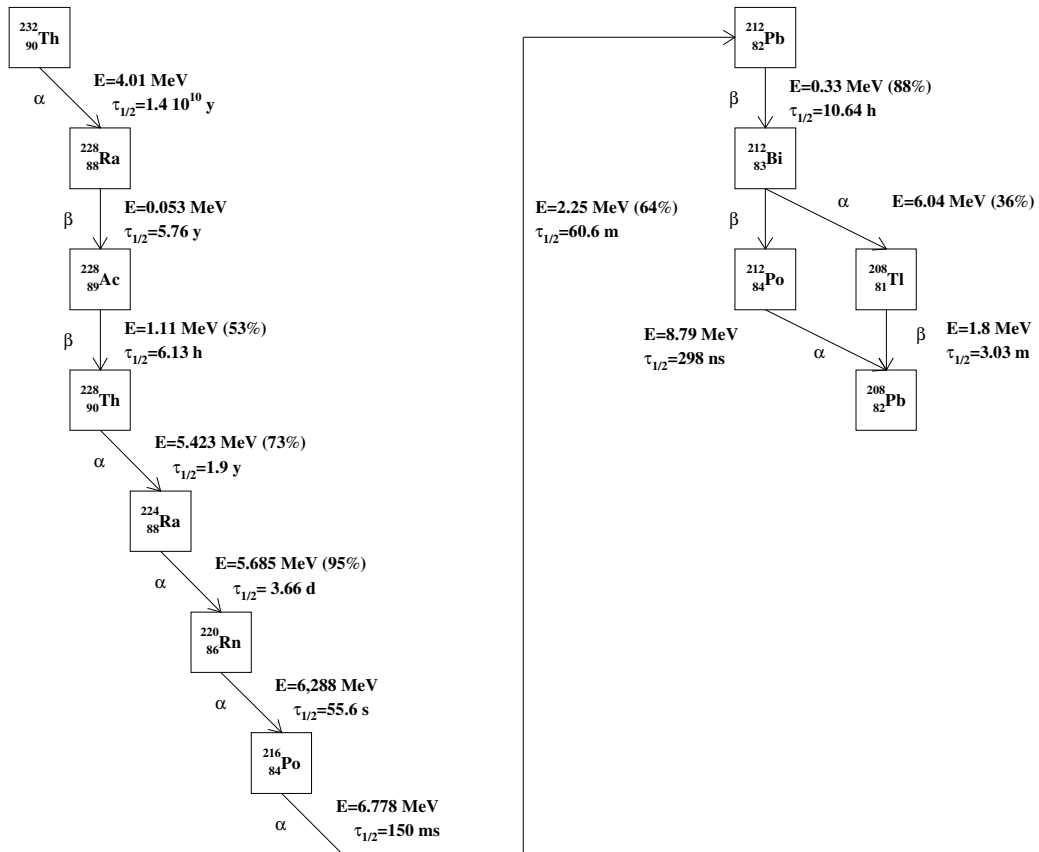 232
90Th
E=4.01 MeV
α
τ1/2=1.4 10^10 y
228
88Ra
E=0.053 MeV
β
τ1/2=5.76 y
228
89Ac
E=1.11 MeV (53%)
β
τ1/2=6.13 h
228
90Th
E=5.423 MeV (73%)
α
τ1/2=1.9 y
224
88Ra
E=5.685 MeV (95%)
α
τ1/2= 3.66 d
220
86Rn
E=6,288 MeV
α
τ1/2=55.6 s
216
84Po
E=6.778 MeV
α
τ1/2=150 ms
212
82Pb
E=0.33 MeV (88%)
β
τ1/2=10.64 h
212
83Bi
E=2.25 MeV (64%)
β
τ1/2=60.6 m
α
E=6.04 MeV (36%)
212
84Po
208
81Tl
E=8.79 MeV
α
τ1/2=298 ns
β
E=1.8 MeV
τ1/2=3.03 m
208
82Pb